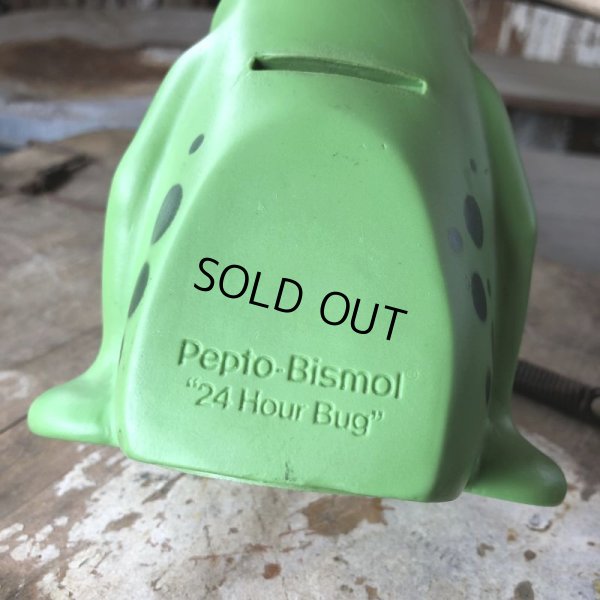 SOLD OUT
Pepto-Bismol®
“24 Hour Bug”